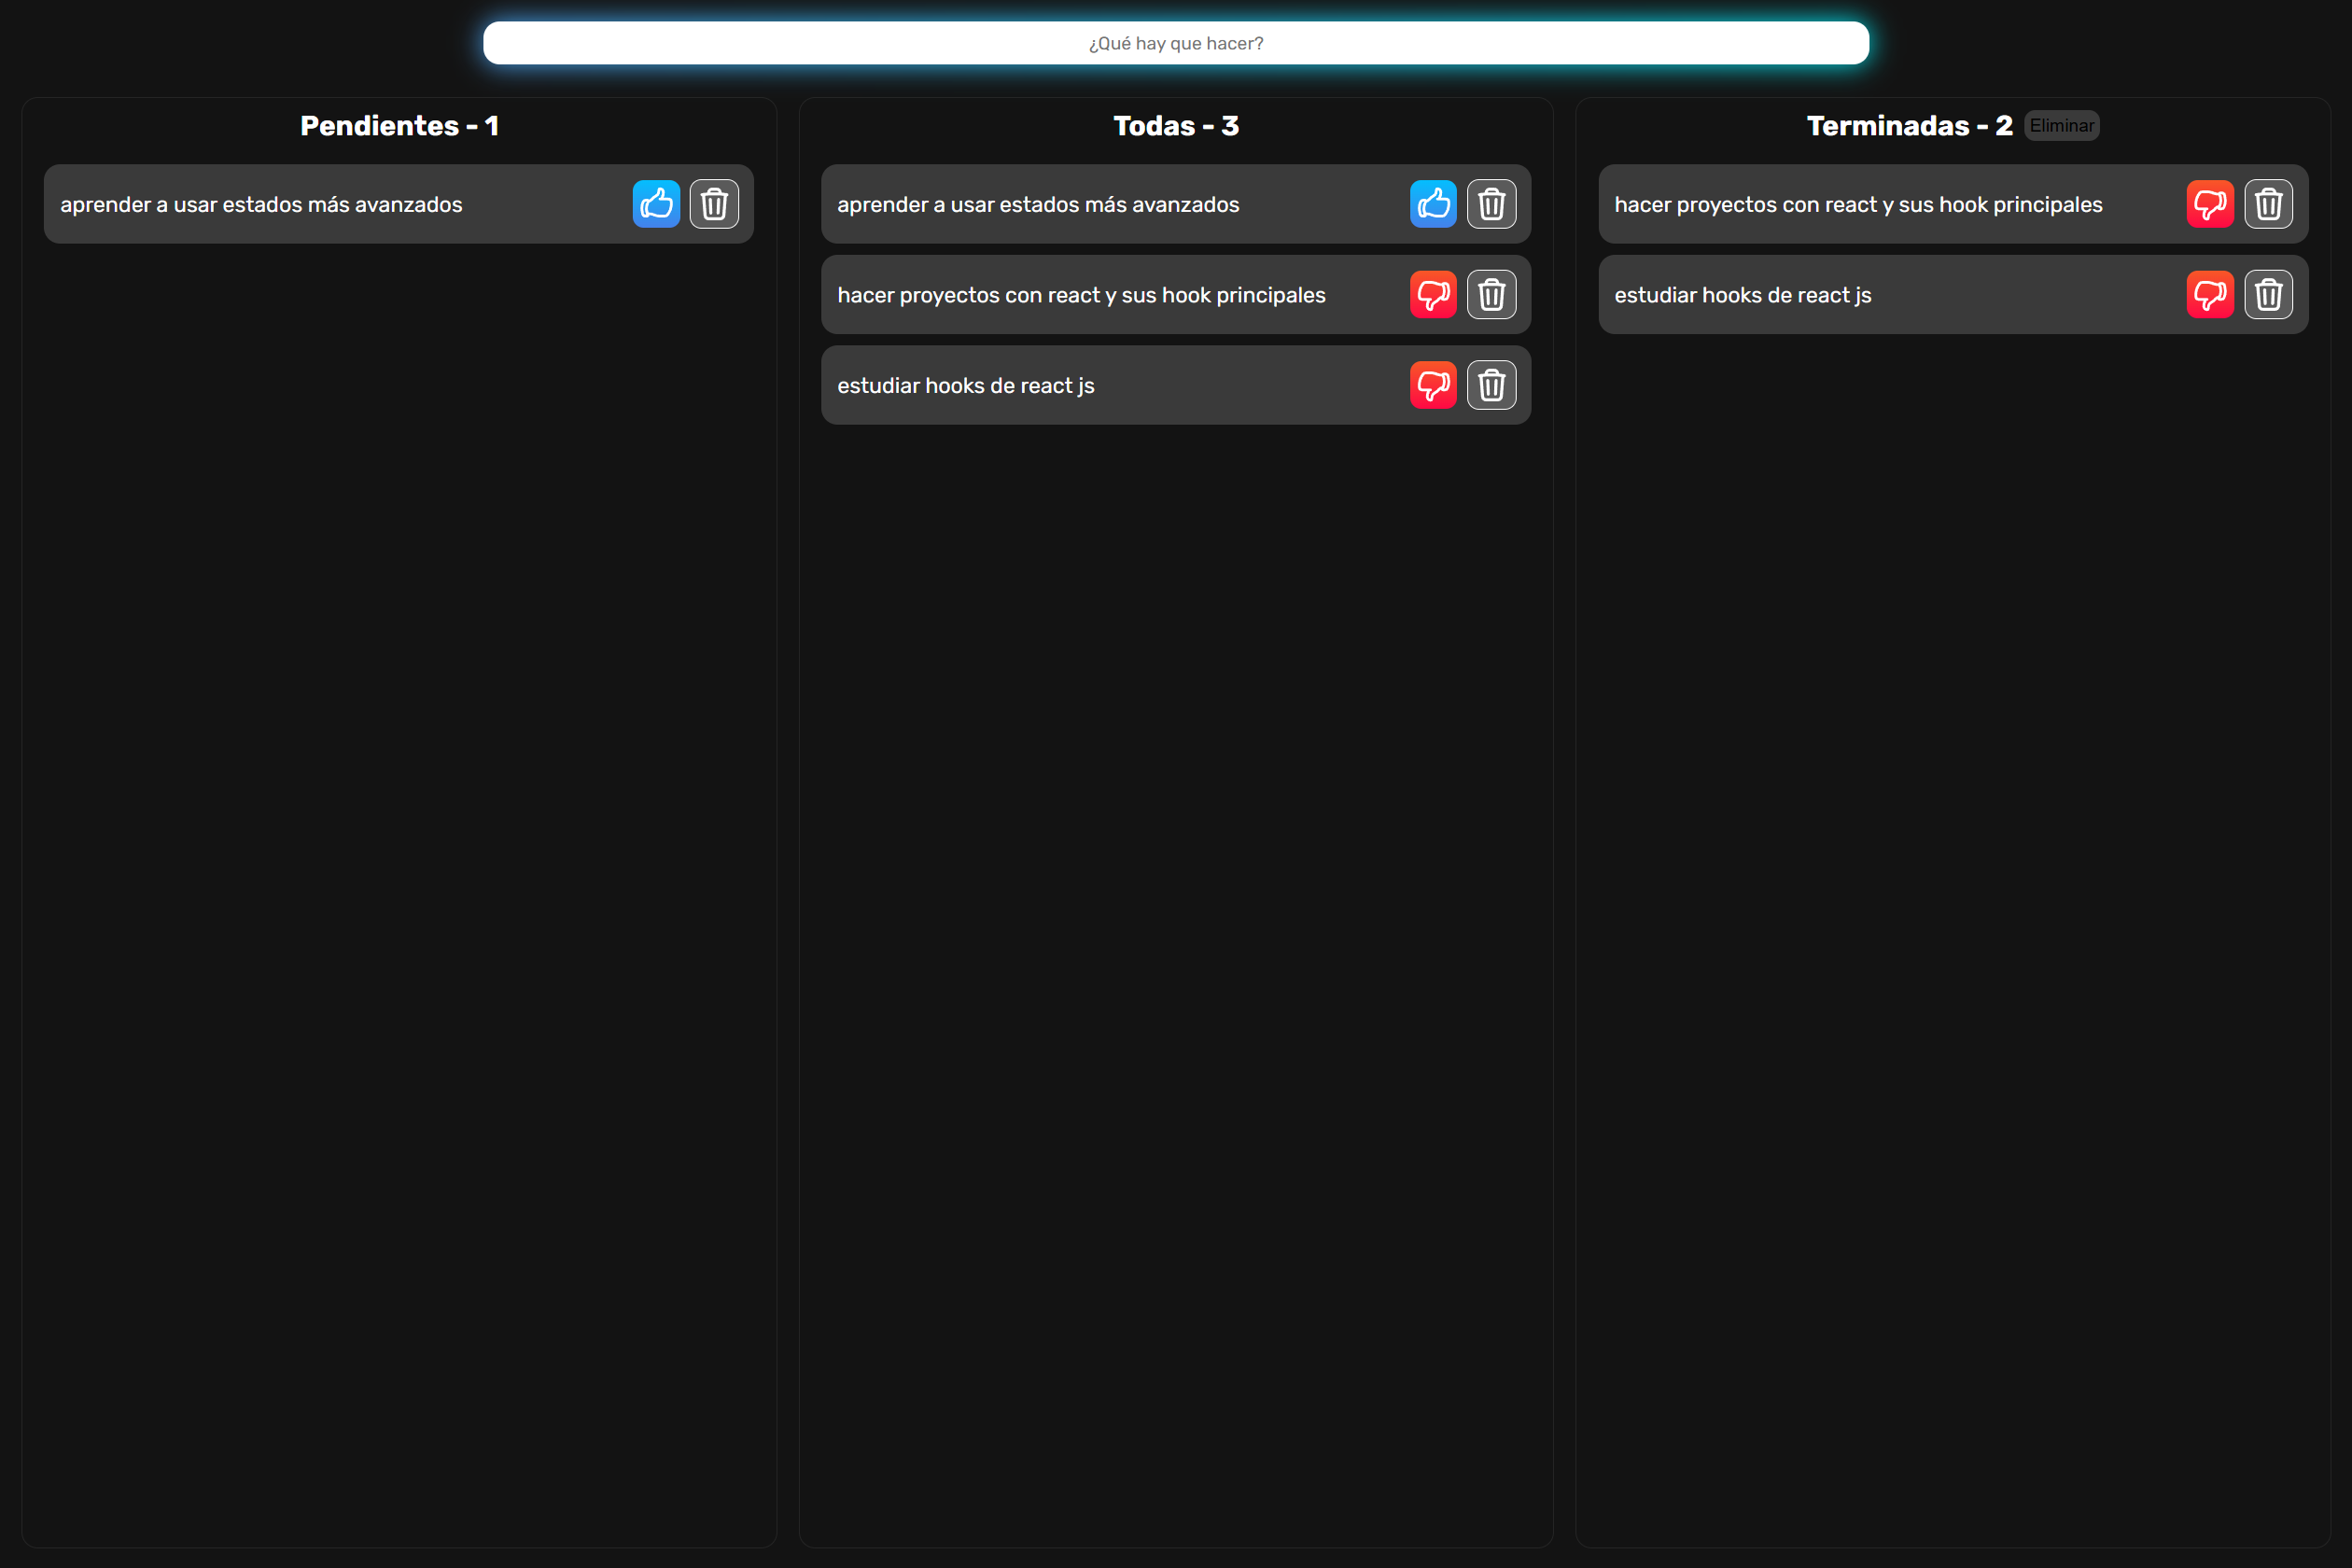 ¿Qué hay que hacer?
Pendientes - 1
aprender a usar estados más avanzados
Todas - 3
aprender a usar estados más avanzados
hacer proyectos con react y sus hook principales
estudiar hooks de react js
Terminadas - 2 Eliminar
hacer proyectos con react y sus hook principales
estudiar hooks de react js